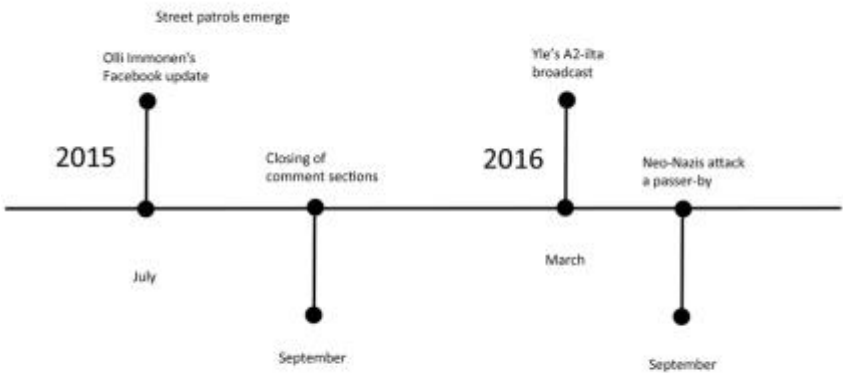 Street patrols emerge
Olli Immonen's
Facebook update
Yle's A2-ilta
broadcast
2015
Closing of
comment sections
2016
Neo-Nazis attack
a passer-by
July
March
September
September